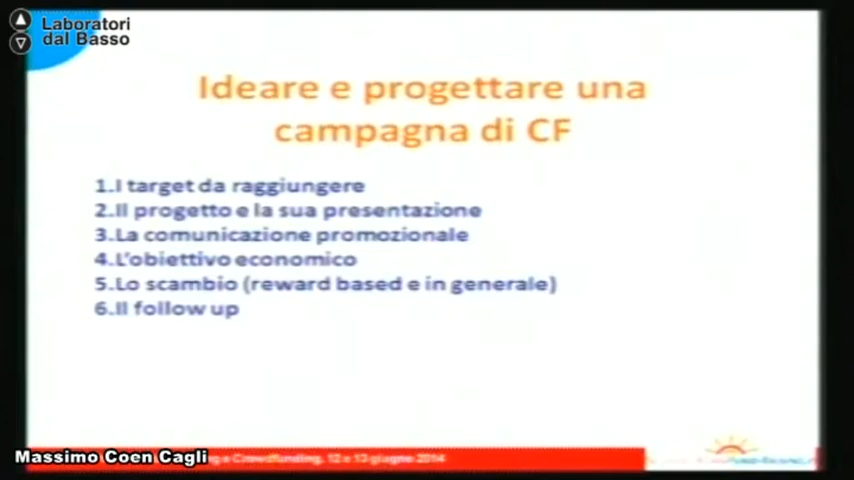 Laboratori
dal Basso
Ideare e progettare una
campagna di CF
1.I target da raggiungere
2.Il progetto e la sua presentazione
3.La comunicazione promozionale
4.L'obiettivo economico
5.Lo scambio (reward based e in generale)
6.Il follow up
Massimo Coen Cagli
e Crowdfunding, 12 e 13 giugno 2014